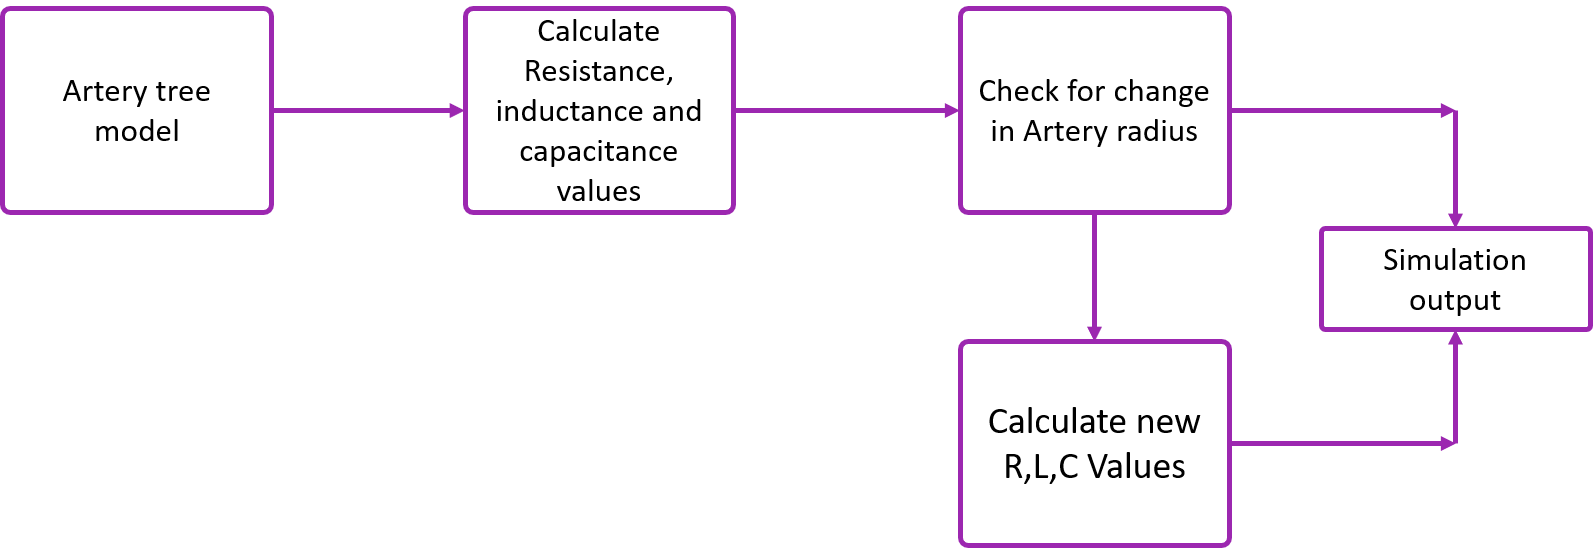 Artery tree
model
Calculate
Resistance,
inductance and
capacitance
values
Check for change
in Artery radius
Simulation
output
Calculate new
R,L,C Values